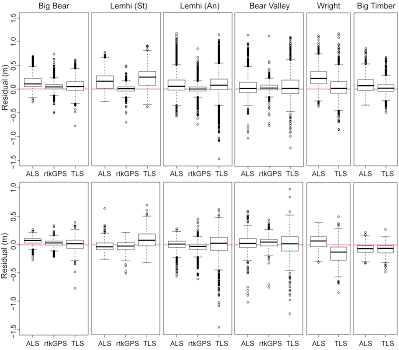 Big Bear Lemhi (St) Lemhi (An) Bear Valley Wright Big Timber
Residual (m)
1.5
1.0
0.5
0.0
−0.5
−1.0
−1.5
ALS rtkGPS TLS ALS rtkGPS TLS ALS rtkGPS TLS ALS rtkGPS TLS ALS TLS ALS TLS
Residual (m)
1.0
0.5
0.0
−0.5
−1.0
−1.5
ALS rtkGPS TLS ALS rtkGPS TLS ALS rtkGPS TLS ALS rtkGPS TLS ALS TLS ALS TLS